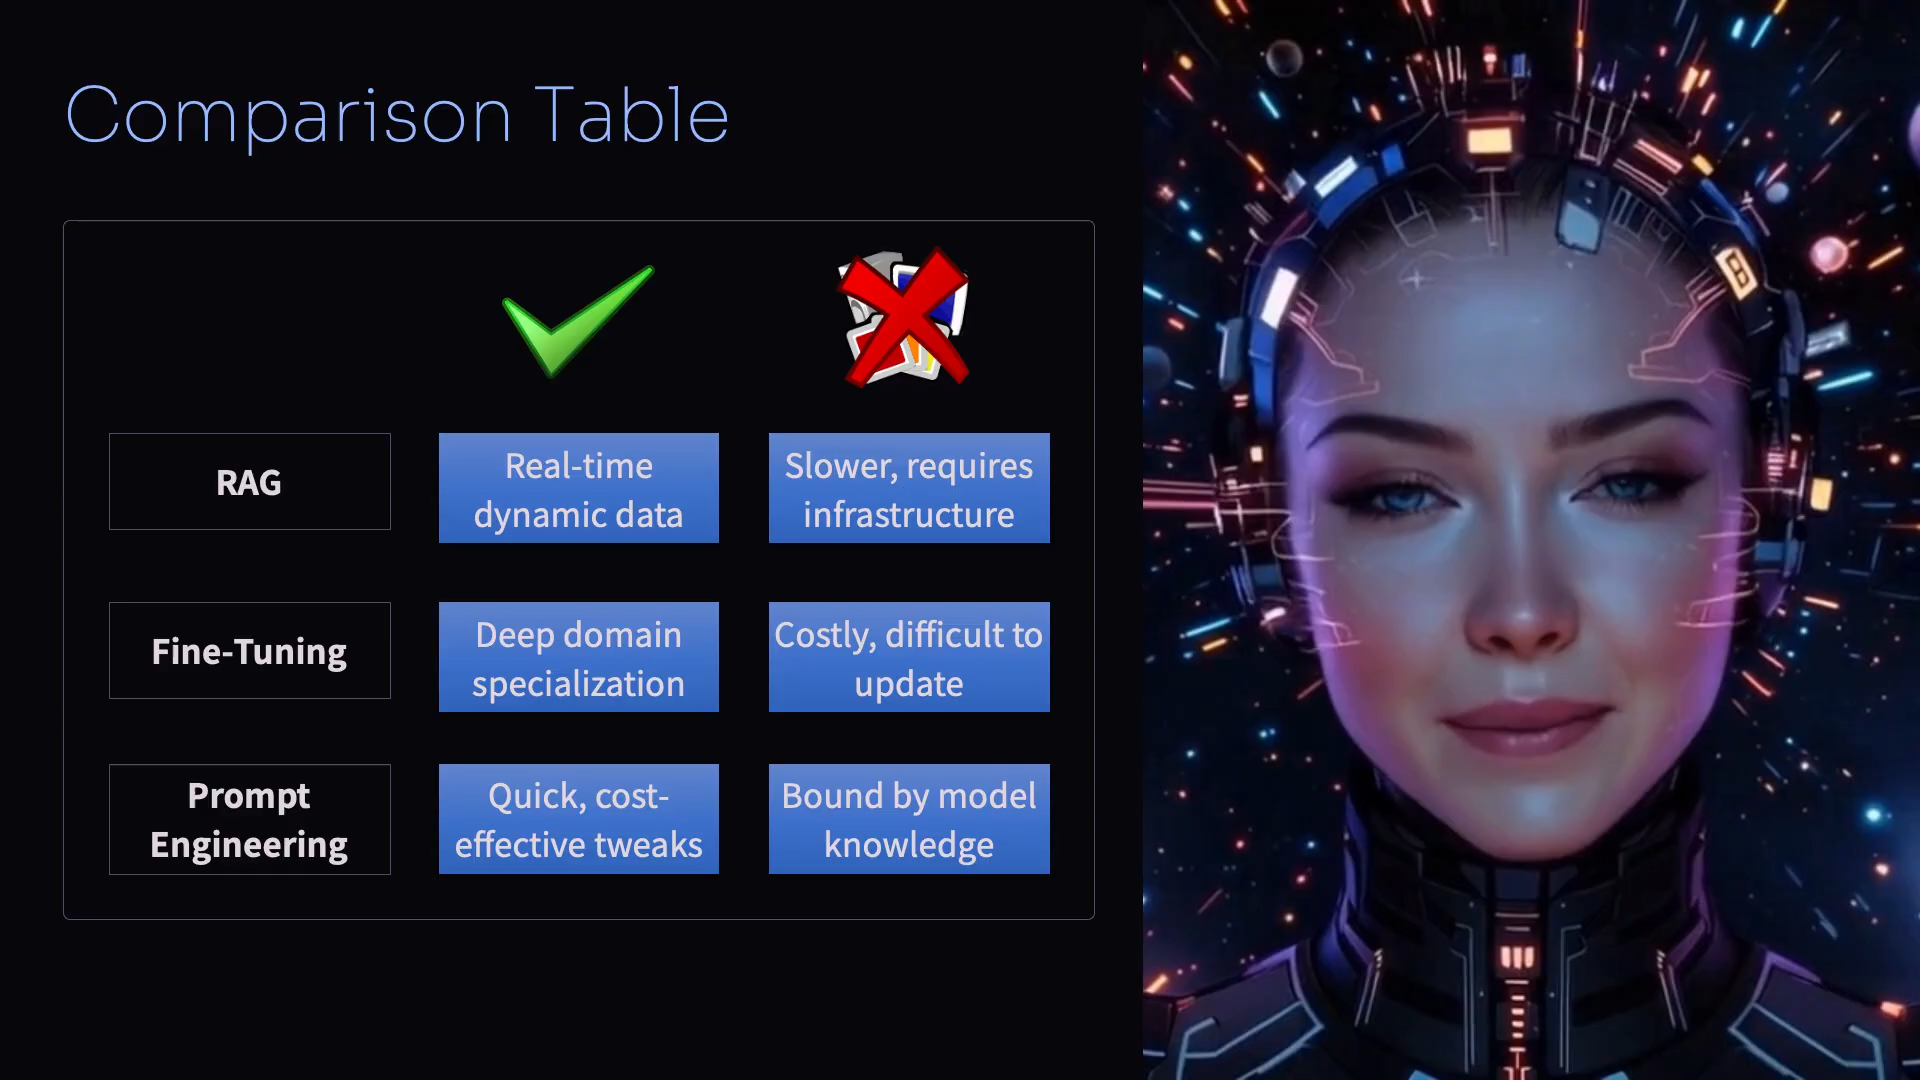 Comparison Table
RAG
Real-time
dynamic data
Slower, requires
infrastructure
Fine-Tuning
Deep domain
specialization
Costly, difficult to
update
Prompt
Engineering
Quick, cost-
effective tweaks
Bound by model
knowledge